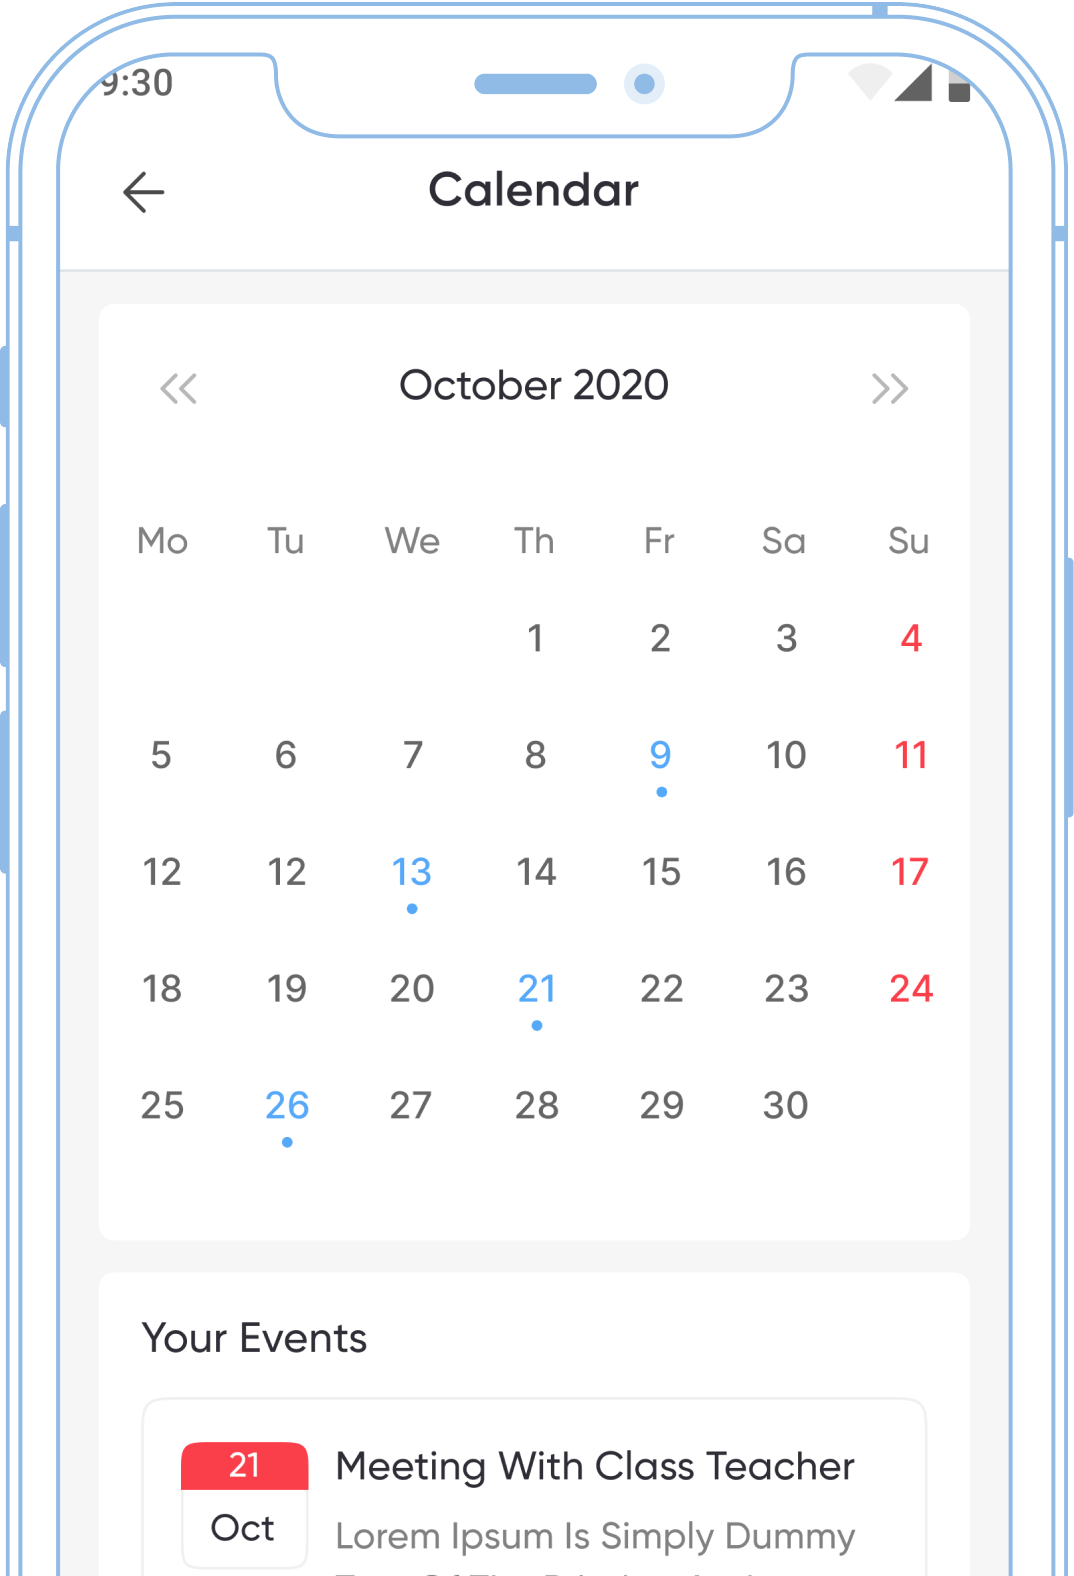 9:30
Calendar
October 2020
Mo Tu We Th Fr Sa Su
1 2 3 4
5 6 7 8 9 10 11
12 12 13 14 15 16 17
18 19 20 21 22 23 24
25 26 27 28 29 30
Your Events
21
Meeting With Class Teacher
Oct
Lorem Ipsum Is Simply Dummy